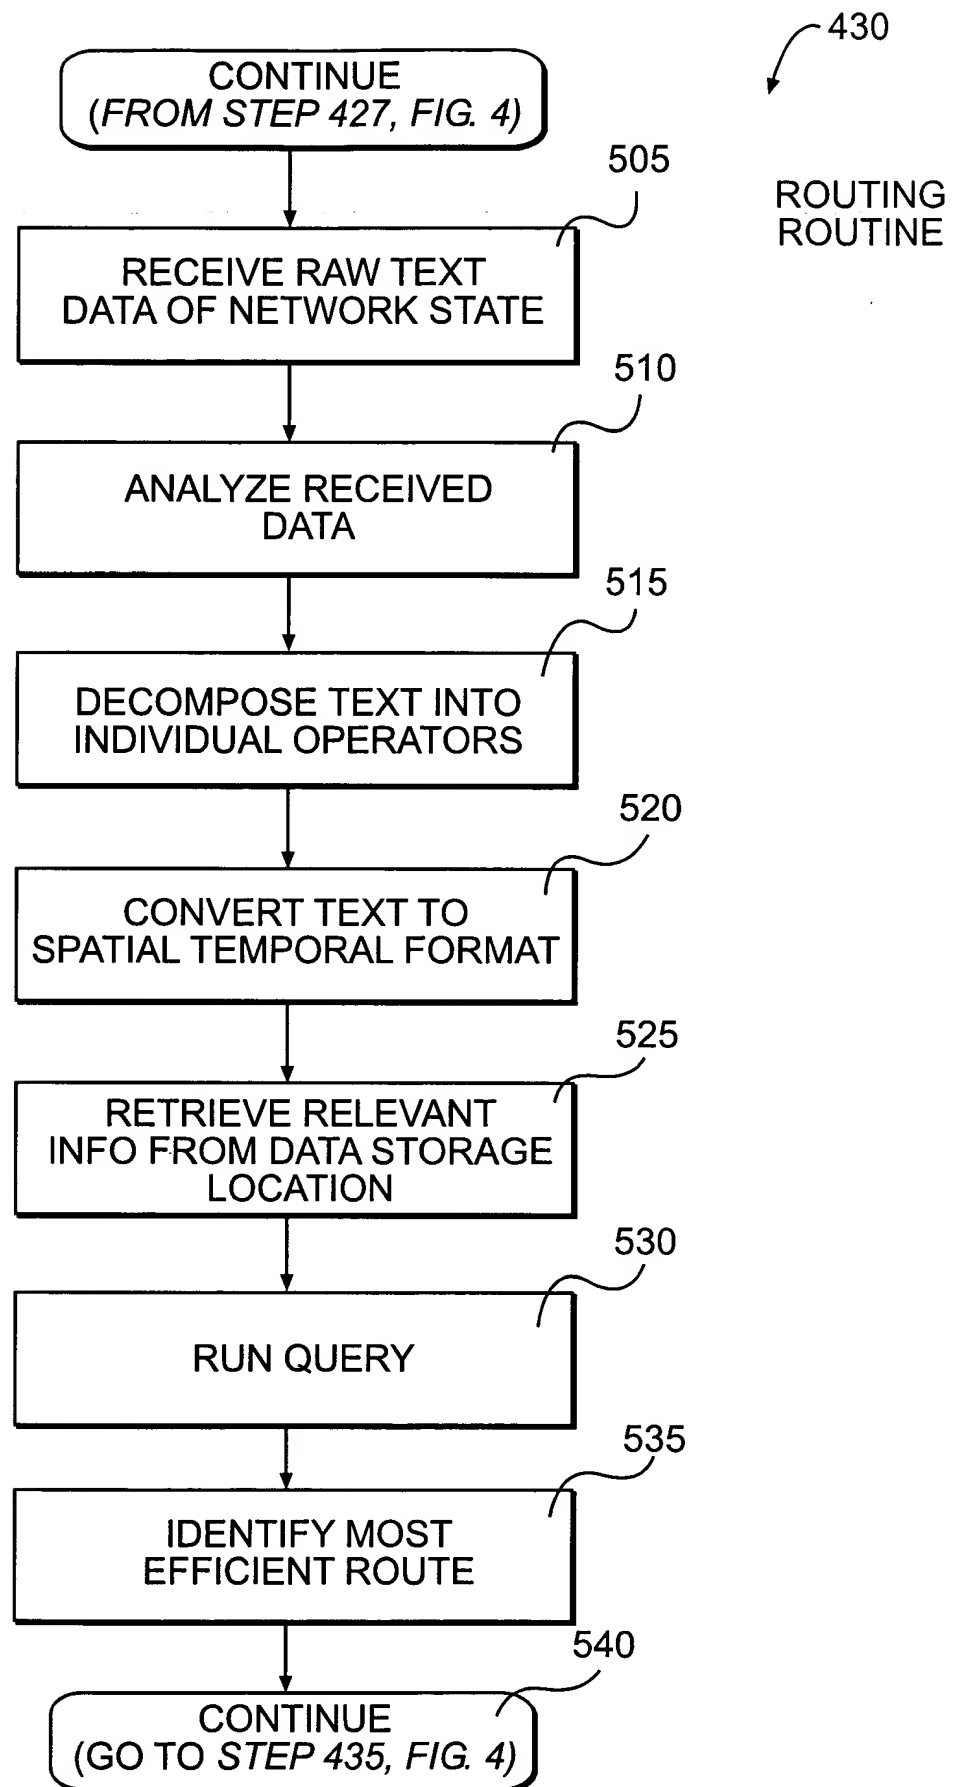 430
CONTINUE
(FROM STEP 427, FIG. 4)
505
ROUTING
ROUTINE
RECEIVE RAW TEXT
DATA OF NETWORK STATE
510
ANALYZE RECEIVED
DATA
515
DECOMPOSE TEXT INTO
INDIVIDUAL OPERATORS
520
CONVERT TEXT TO
SPATIAL TEMPORAL FORMAT
525
RETRIEVE RELEVANT
INFO FROM DATA STORAGE
LOCATION
530
RUN QUERY
535
IDENTIFY MOST
EFFICIENT ROUTE
540
CONTINUE
(GO TO STEP 435, FIG. 4)